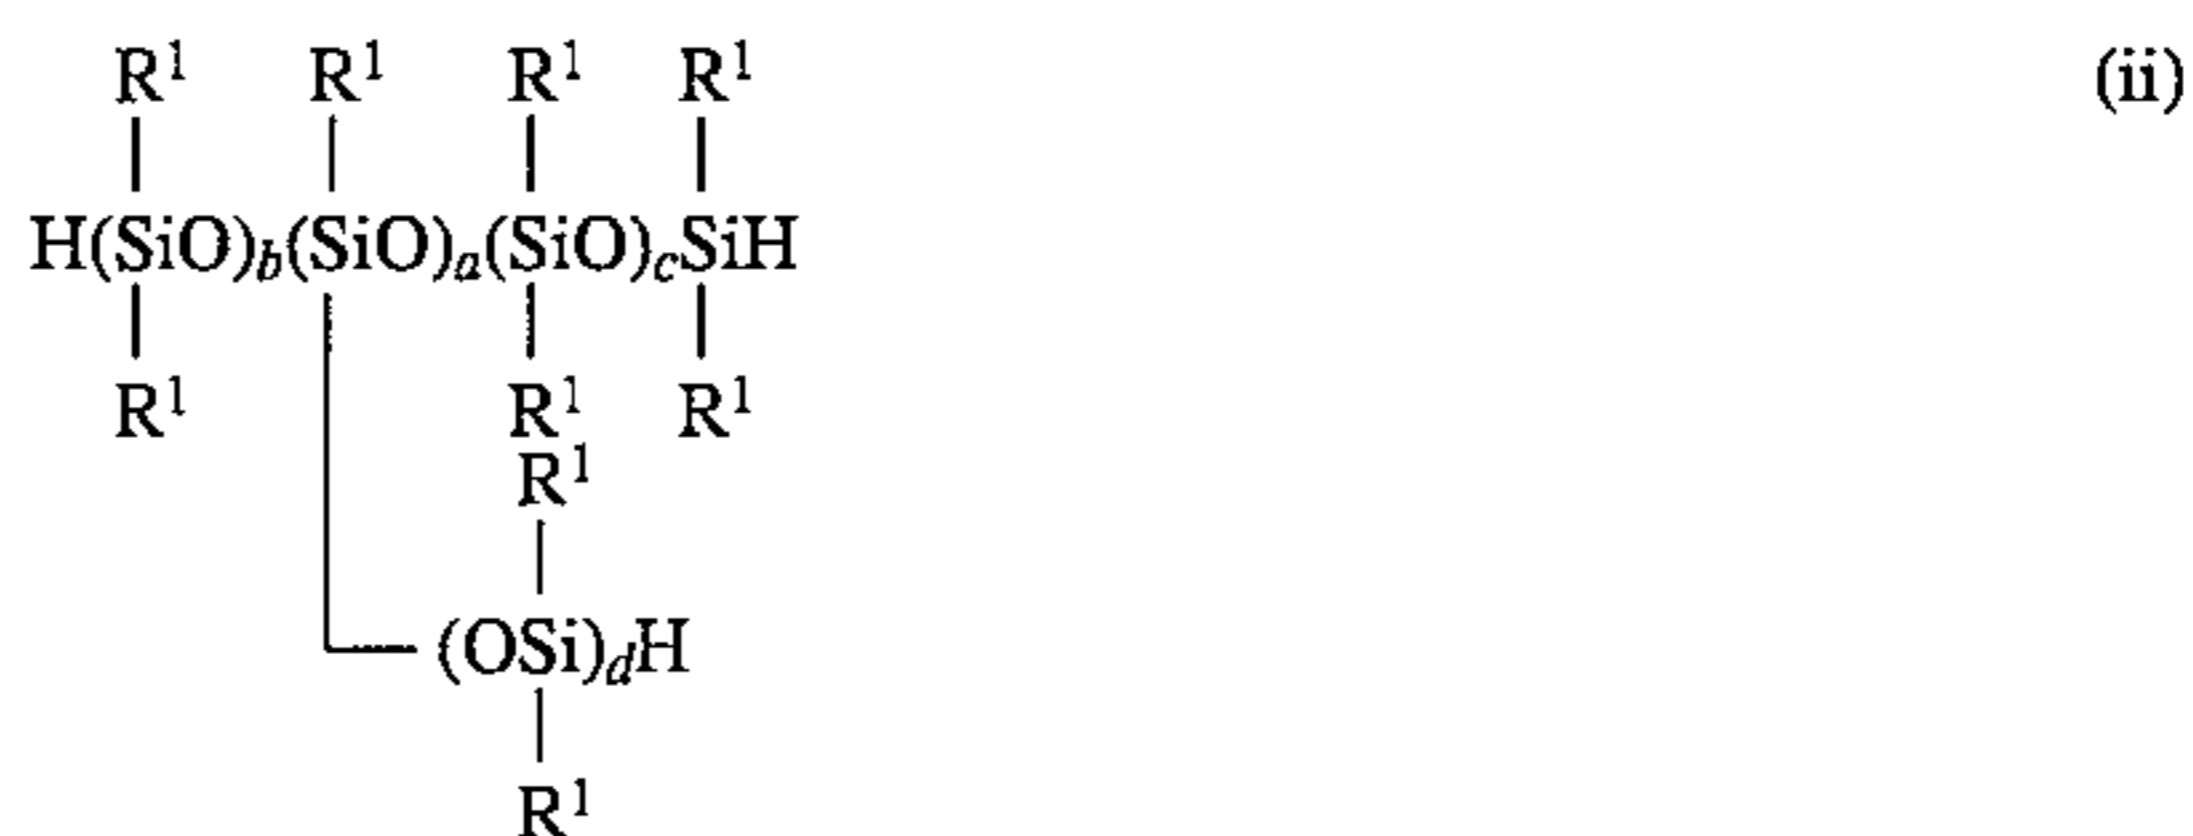 R¹ R¹ R¹ R¹ (ii)
H(SiO)b(SiO)a(SiO)cSiH
R¹ R¹ R¹
R¹
(OSi)dH
R¹